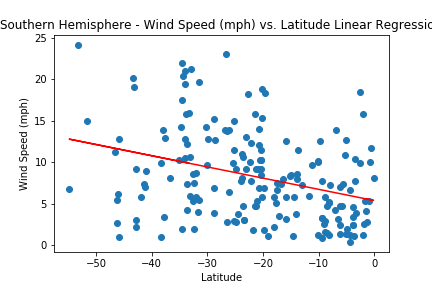 Southern Hemisphere - Wind Speed (mph) vs. Latitude Linear Regressio
25
20
15
10
5
0
Wind Speed (mph)
−50 −40 −30 −20 −10 0
Latitude